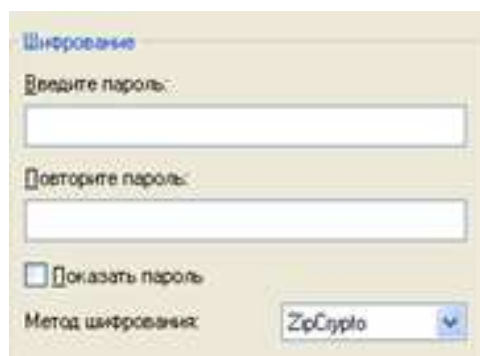 Шифрование
Введите пароль:
Повторите пароль:
Показать пароль
Метод шифрования: ZipCrypto